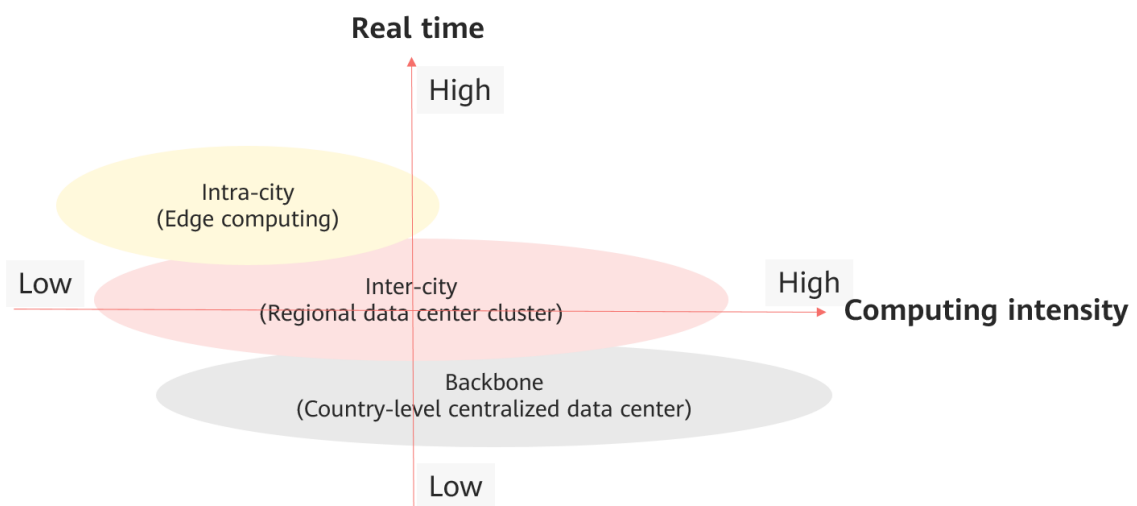 Real time
High
Intra-city
(Edge computing)
Low
Inter-city
(Regional data center cluster)
High
Computing intensity
Backbone
(Country-level centralized data center)
Low